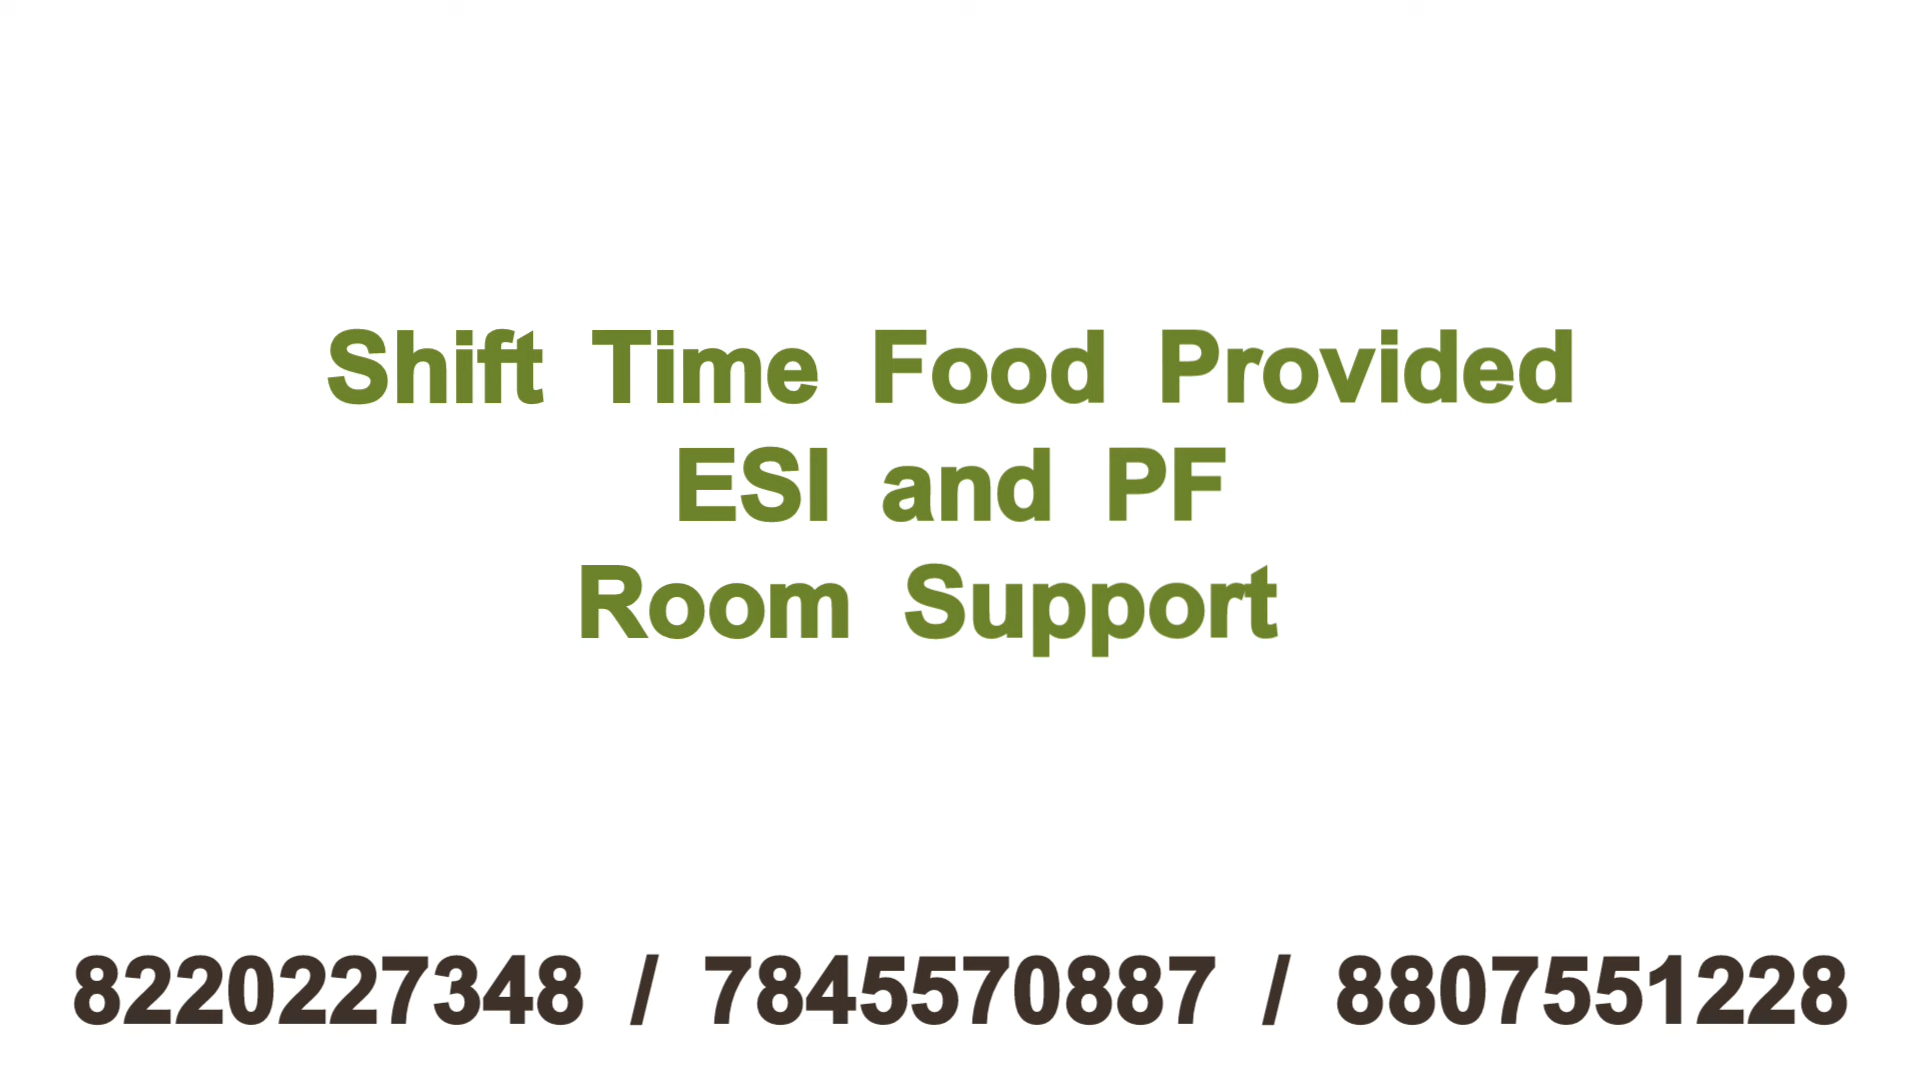 Shift Time Food Provided
ESI and PF
Room Support
8220227348 / 7845570887 / 8807551228